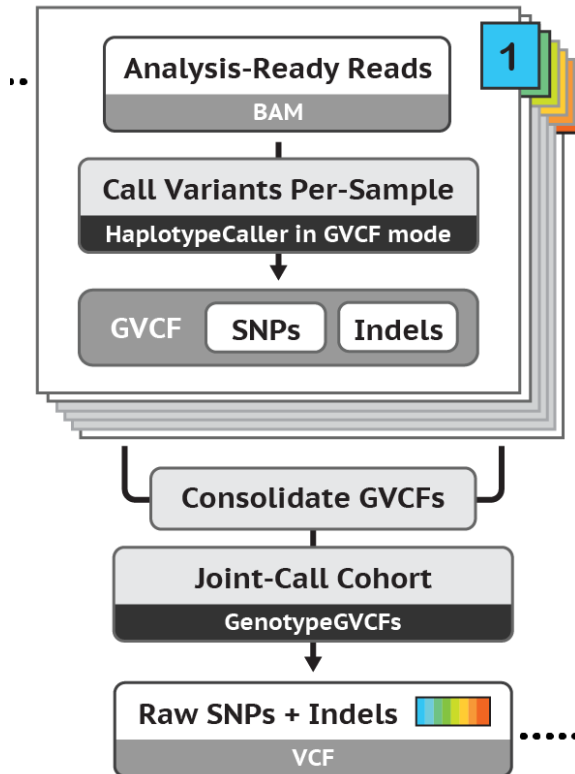 1
Analysis-Ready Reads
BAM
Call Variants Per-Sample
HaplotypeCaller in GVCF mode
GVCF SNPs Indels
Consolidate GVCFs
Joint-Call Cohort
GenotypeGVCFs
Raw SNPs + Indels
VCF